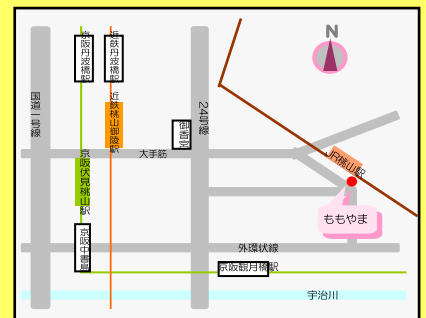 N
京阪丹波橋駅
近鉄丹波橋駅
国道一号線
近鉄桃山御陵駅
御香宮
24号線
大手筋
JR桃山駅
京阪伏見桃山駅
ももやま
京阪中書島
外環状線
京阪観月橋駅
宇治川